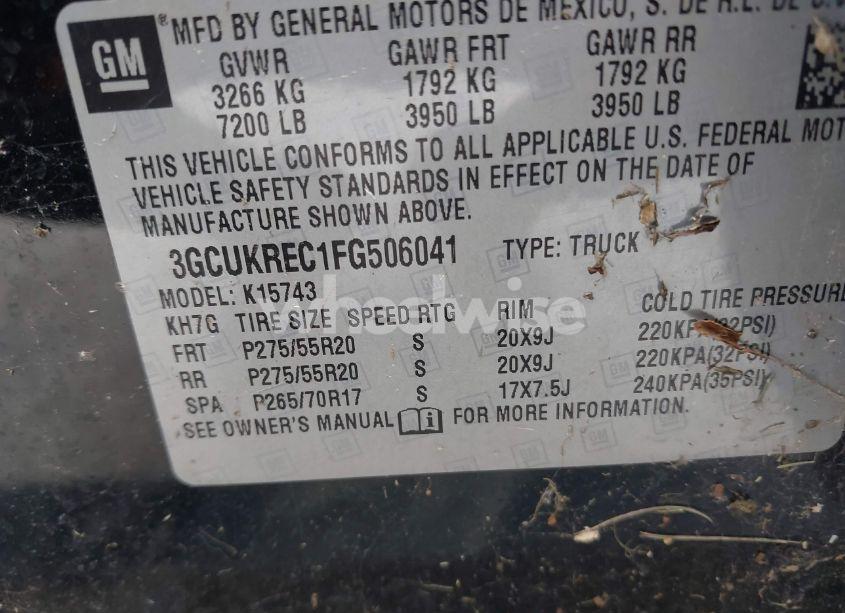 GM
®MFD BY GENERAL MOTORS DE MEXICO, S. DE R.L. DE C.V.
GVWR GAWR FRT GAWR RR
3266 KG 1792 KG 1792 KG
7200 LB 3950 LB 3950 LB
THIS VEHICLE CONFORMS TO ALL APPLICABLE U.S. FEDERAL MOT
VEHICLE SAFETY STANDARDS IN EFFECT ON THE DATE OF
MANUFACTURE SHOWN ABOVE.
3GCUKREC1FG506041 TYPE: TRUCK
MODEL: K15743
wheelwise
KH7G TIRE SIZE SPEED RTG RIM COLD TIRE PRESSURE
FRT P275/55R20 S 20X9J 220KPA(32PSI)
RR P275/55R20 S 20X9J 220KPA(32PSI)
SPA P265/70R17 S 17X7.5J 240KPA(35PSI)
SEE OWNER'S MANUAL i FOR MORE INFORMATION.